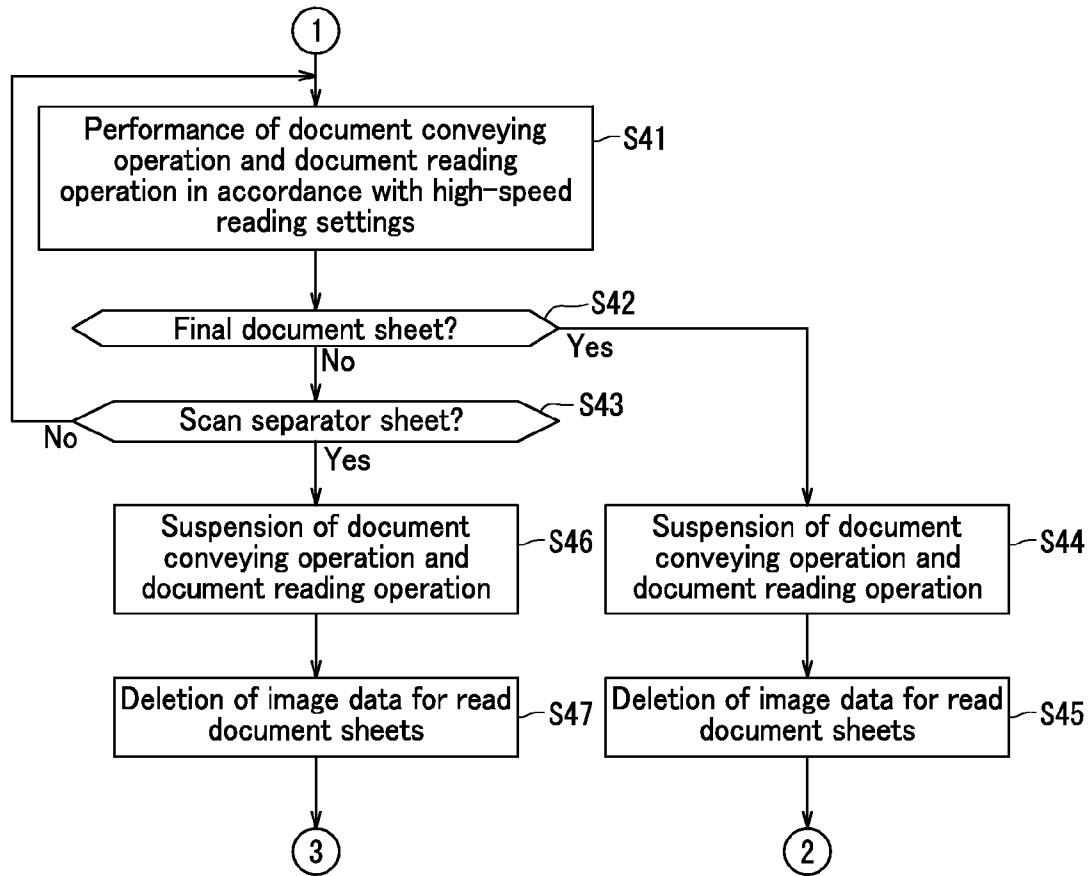 1
Performance of document conveying
operation and document reading
operation in accordance with high-speed
reading settings
S41
Final document sheet?
S42
Yes
No
Scan separator sheet?
S43
No
Yes
Suspension of document
conveying operation and
document reading operation
S46
Suspension of document
conveying operation and
document reading operation
S44
Deletion of image data for read
document sheets
S47
Deletion of image data for read
document sheets
S45
3
2